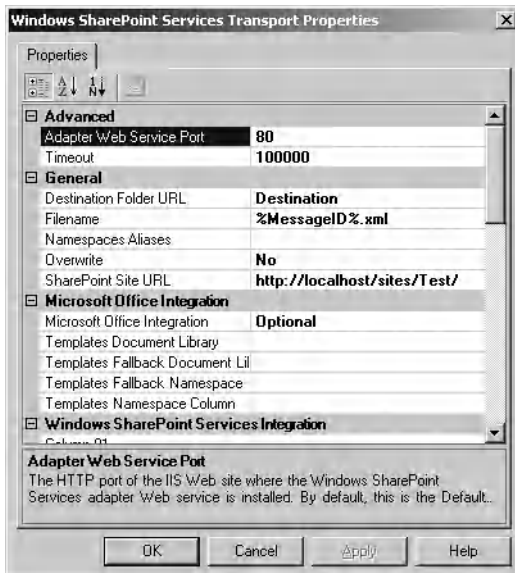 Windows SharePoint Services Transport Properties
Properties
Advanced
Adapter Web Service Port 80
Timeout 100000
General
Destination Folder URL Destination
Filename %MessageID%.xml
Namespaces Aliases
Overwrite No
SharePoint Site URL http://localhost/sites/Test/
Microsoft Office Integration
Microsoft Office Integration Optional
Templates Document Library
Templates Fallback Document Lil
Templates Fallback Namespace
Templates Namespace Column
Windows SharePoint Services Integration
Adapter Web Service Port
The HTTP port of the IIS Web site where the Windows SharePoint
Services adapter Web service is installed. By default, this is the Default...
OK Cancel Apply Help